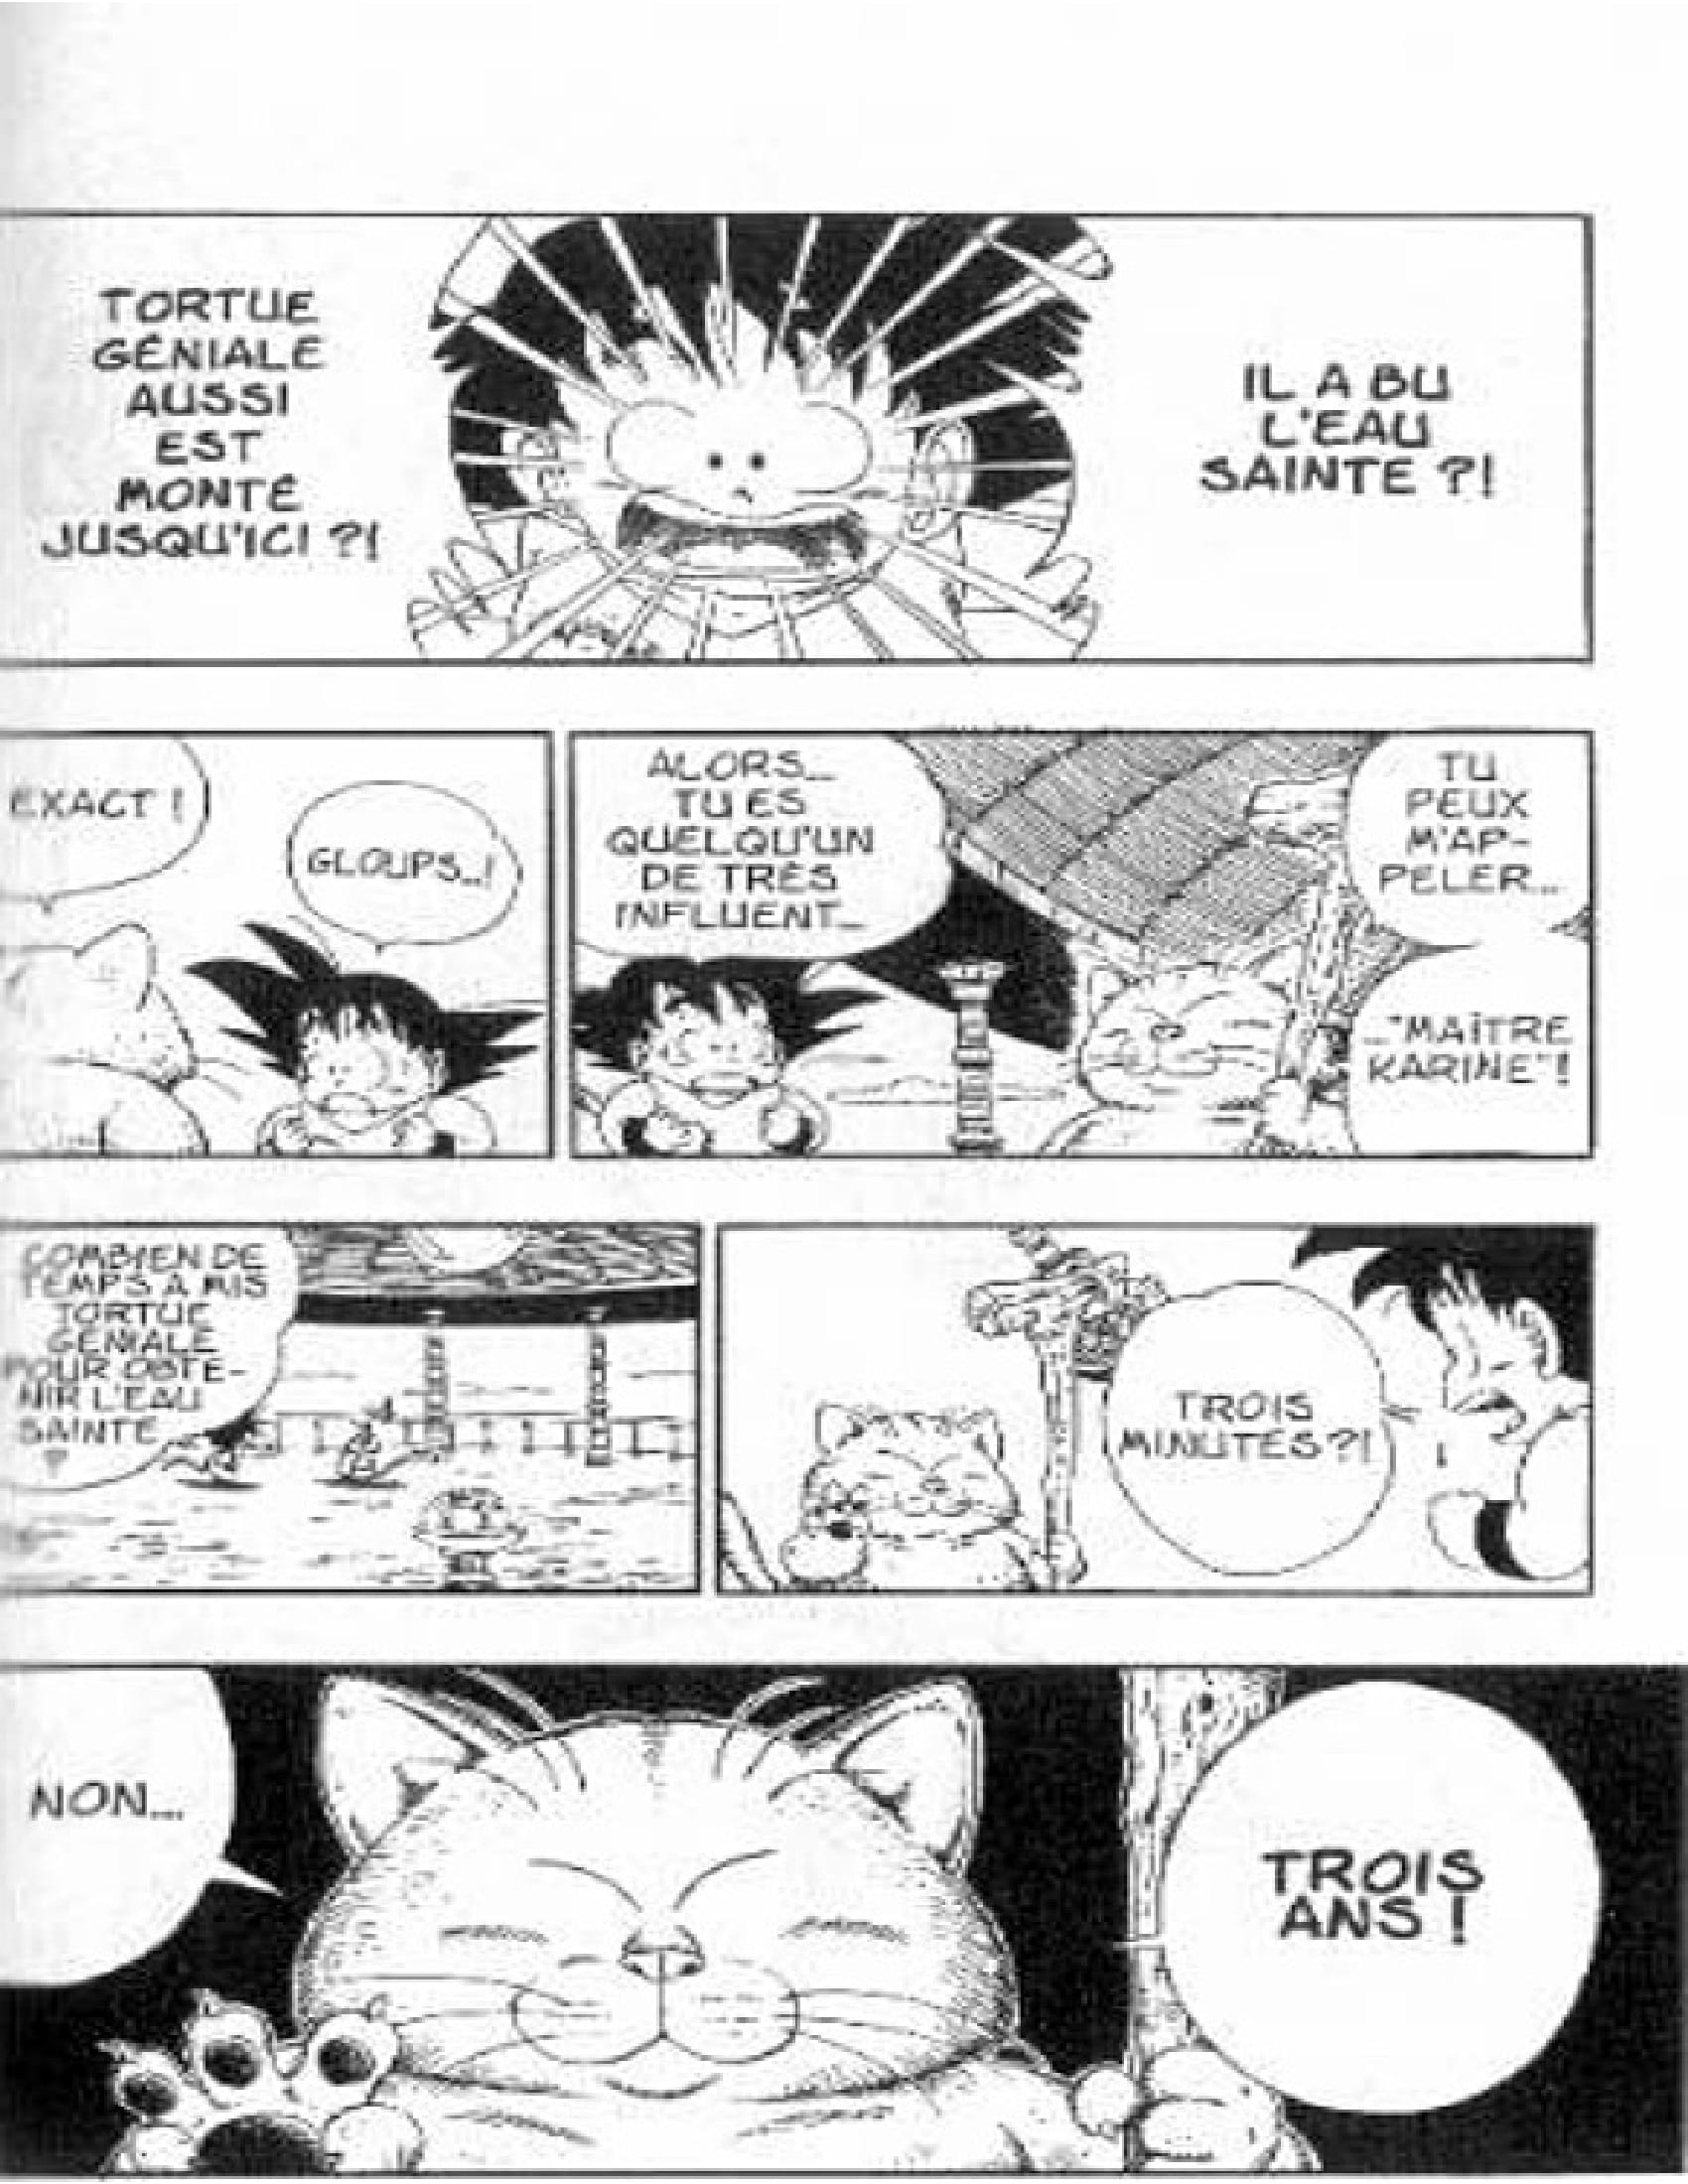 TORTUE
GÉNIALE
AUSSI
EST
MONTÉ
JUSQU'ICI ?!
IL A BU
L'EAU
SAINTE ?!
EXACT !
GLOUPS...!
ALORS...
TU ES
QUELQU'UN
DE TRÈS
INFLUENT...
TU
PEUX
M'AP-
PELER...
..."MAÎTRE
KARINE"!
COMBIEN DE
TEMPS A MIS
TORTUE
GÉNIALE
POUR OBTE-
NIR L'EAU
SAINTE
TROIS
MINUTES ?!
NON...
TROIS
ANS !